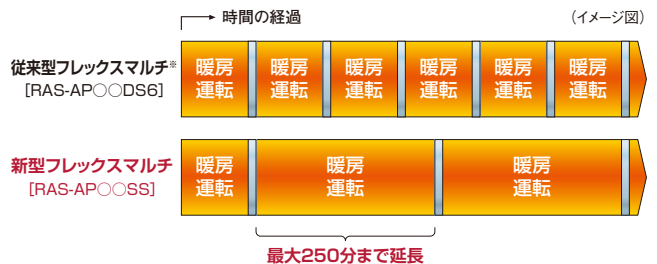 時間の経過
（イメージ図）
従来型フレックスマルチ※
[RAS-AP○○DS6]
暖房
運転
暖房
運転
暖房
運転
暖房
運転
暖房
運転
暖房
運転
新型フレックスマルチ
[RAS-AP○○SS]
暖房
運転
暖房
運転
暖房
運転
最大250分まで延長